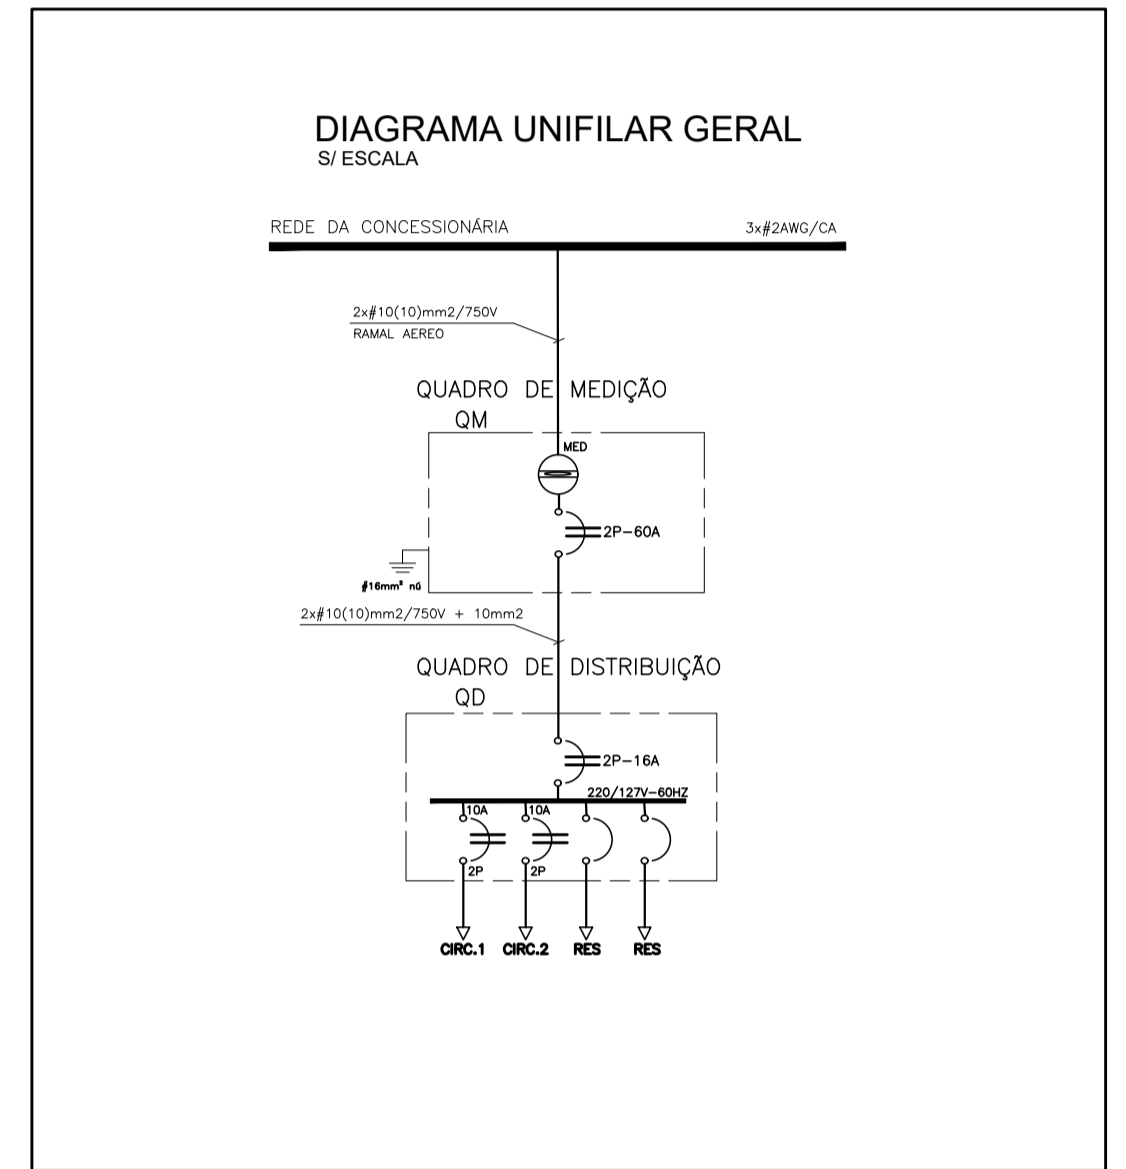 DIAGRAMA UNIFILAR GERAL
S/ ESCALA
REDE DA CONCESSIONÁRIA 3x#2AWG/CA
2x#10(10)mm2/750V
RAMAL AEREO
QUADRO DE MEDIÇÃO
QM
MED
2P-60A
#16mm² nú
2x#10(10)mm2/750V + 10mm2
QUADRO DE DISTRIBUIÇÃO
QD
2P-16A
220/127V-60HZ
10A 10A
2P 2P
CIRC.1 CIRC.2 RES RES